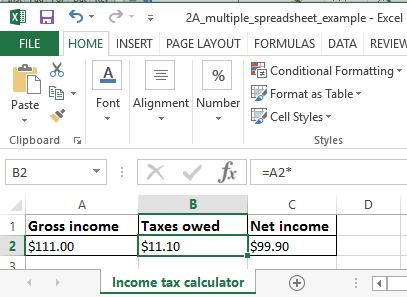 2A_multiple_spreadsheet_example - Excel
FILE HOME INSERT PAGE LAYOUT FORMULAS DATA REVIEW
Paste
Font
Alignment
Number
%
Conditional Formatting
Format as Table
Cell Styles
Clipboard
Styles
B2
fx
=A2*
A B C D
1 Gross income Taxes owed Net income
2 $111.00 $11.10 $99.90
3
Income tax calculator